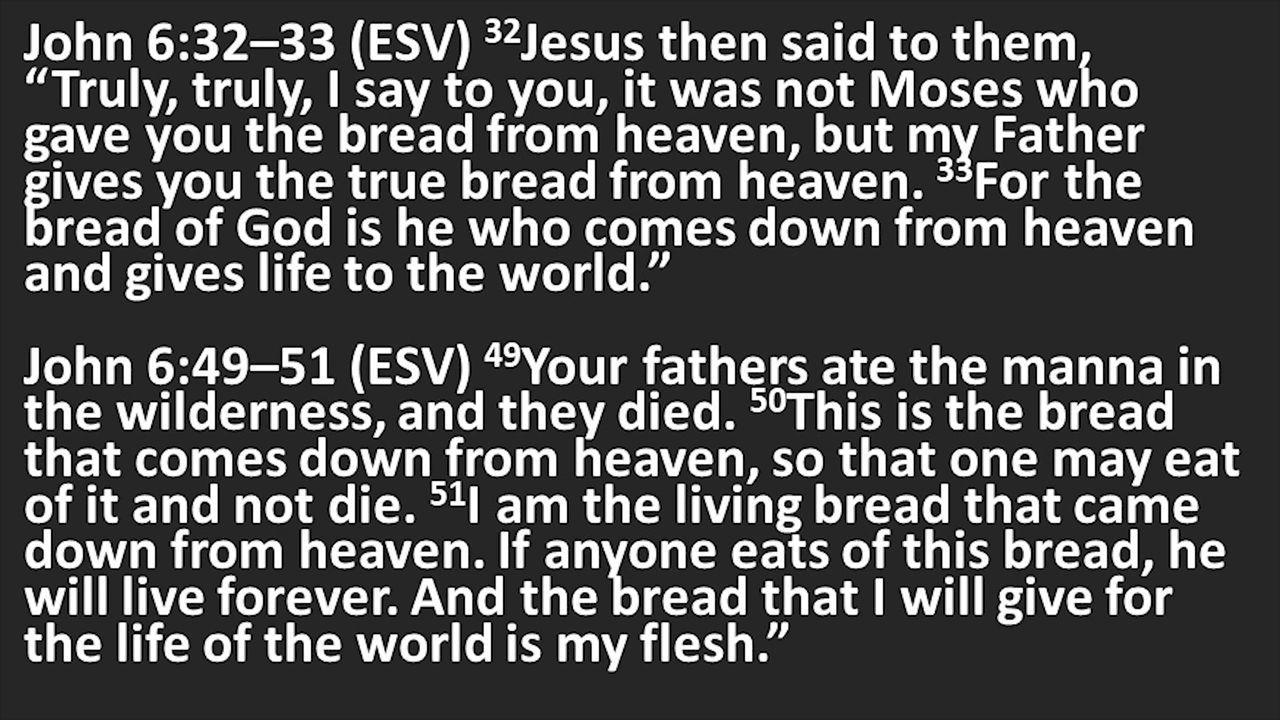 John 6:32–33 (ESV) ³²Jesus then said to them,
“Truly, truly, I say to you, it was not Moses who
gave you the bread from heaven, but my Father
gives you the true bread from heaven. ³³For the
bread of God is he who comes down from heaven
and gives life to the world.”
John 6:49–51 (ESV) ⁴⁹Your fathers ate the manna in
the wilderness, and they died. ⁵⁰This is the bread
that comes down from heaven, so that one may eat
of it and not die. ⁵¹I am the living bread that came
down from heaven. If anyone eats of this bread, he
will live forever. And the bread that I will give for
the life of the world is my flesh.”